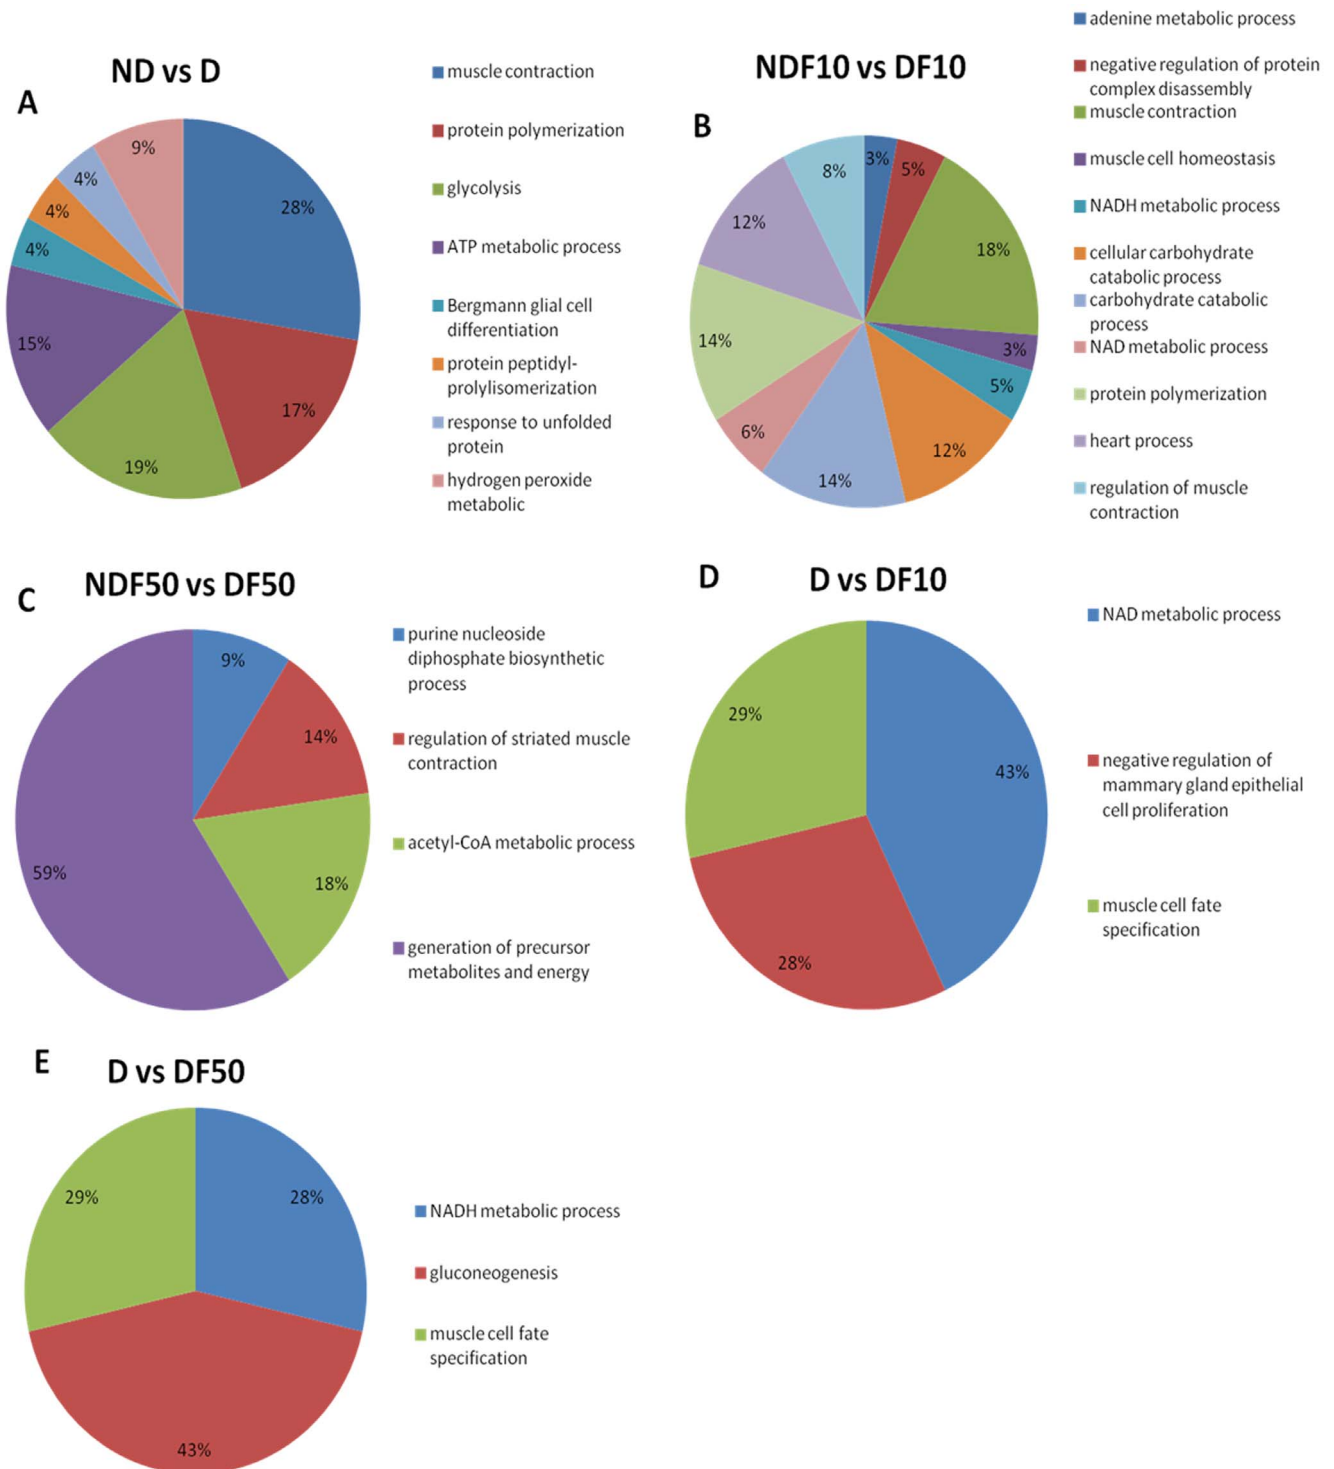 ND vs D
A
28%
17%
19%
15%
4%
4%
4%
9%
muscle contraction
protein polymerization
glycolysis
ATP metabolic process
Bergmann glial cell
differentiation
protein peptidyl-
prolylisomerization
response to unfolded
protein
hydrogen peroxide
metabolic
NDF10 vs DF10
B
3%
5%
18%
3%
5%
12%
14%
6%
14%
12%
8%
adenine metabolic process
negative regulation of protein
complex disassembly
muscle contraction
muscle cell homeostasis
NADH metabolic process
cellular carbohydrate
catabolic process
carbohydrate catabolic
process
NAD metabolic process
protein polymerization
heart process
regulation of muscle
contraction
NDF50 vs DF50
C
9%
14%
18%
59%
purine nucleoside
diphosphate biosynthetic
process
regulation of striated muscle
contraction
acetyl-CoA metabolic process
generation of precursor
metabolites and energy
D
D vs DF10
43%
28%
29%
NAD metabolic process
negative regulation of
mammary gland epithelial
cell proliferation
muscle cell fate
specification
E
D vs DF50
28%
43%
29%
NADH metabolic process
gluconeogenesis
muscle cell fate
specification